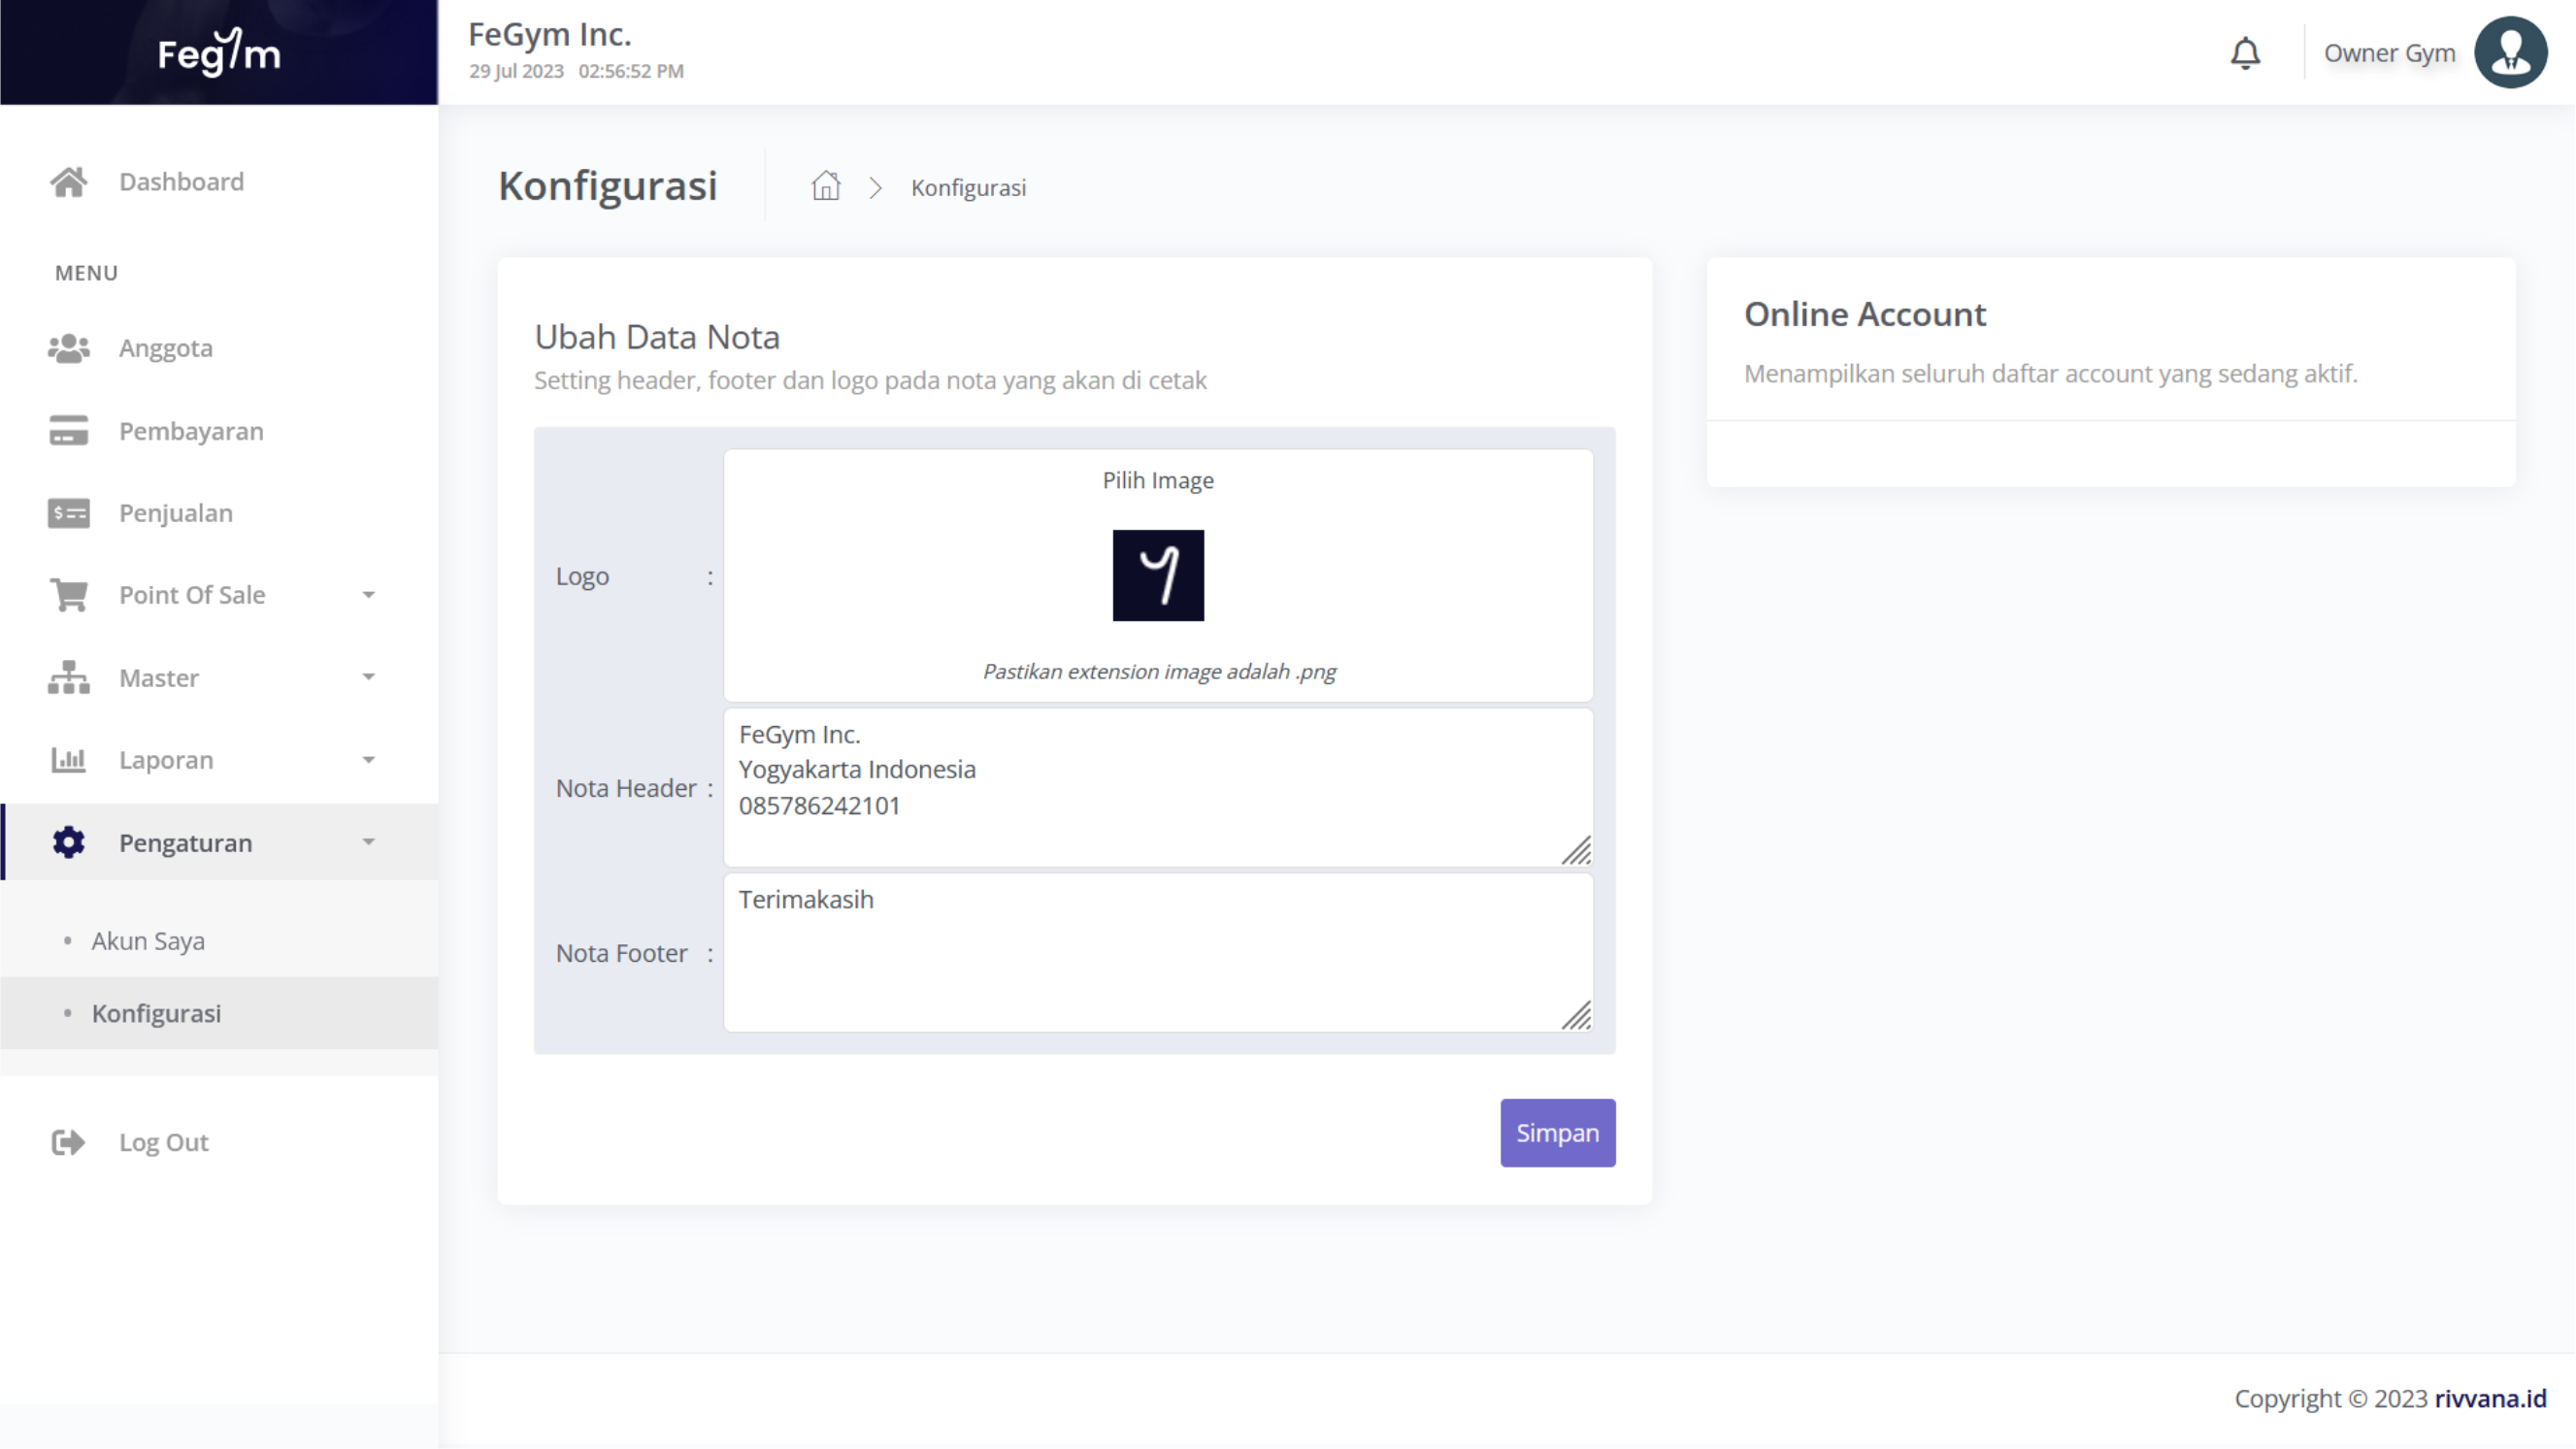 Fegym
FeGym Inc.
29 Jul 2023 02:56:52 PM
Owner Gym
Dashboard
MENU
Anggota
Pembayaran
Penjualan
Point Of Sale
Master
Laporan
Pengaturan
Akun Saya
Konfigurasi
Log Out
Konfigurasi
Konfigurasi
Ubah Data Nota
Setting header, footer dan logo pada nota yang akan di cetak
Logo :
Pilih Image
Pastikan extension image adalah .png
Nota Header :
FeGym Inc.
Yogyakarta Indonesia
085786242101
Nota Footer :
Terimakasih
Simpan
Online Account
Menampilkan seluruh daftar account yang sedang aktif.
Copyright © 2023 rivvana.id